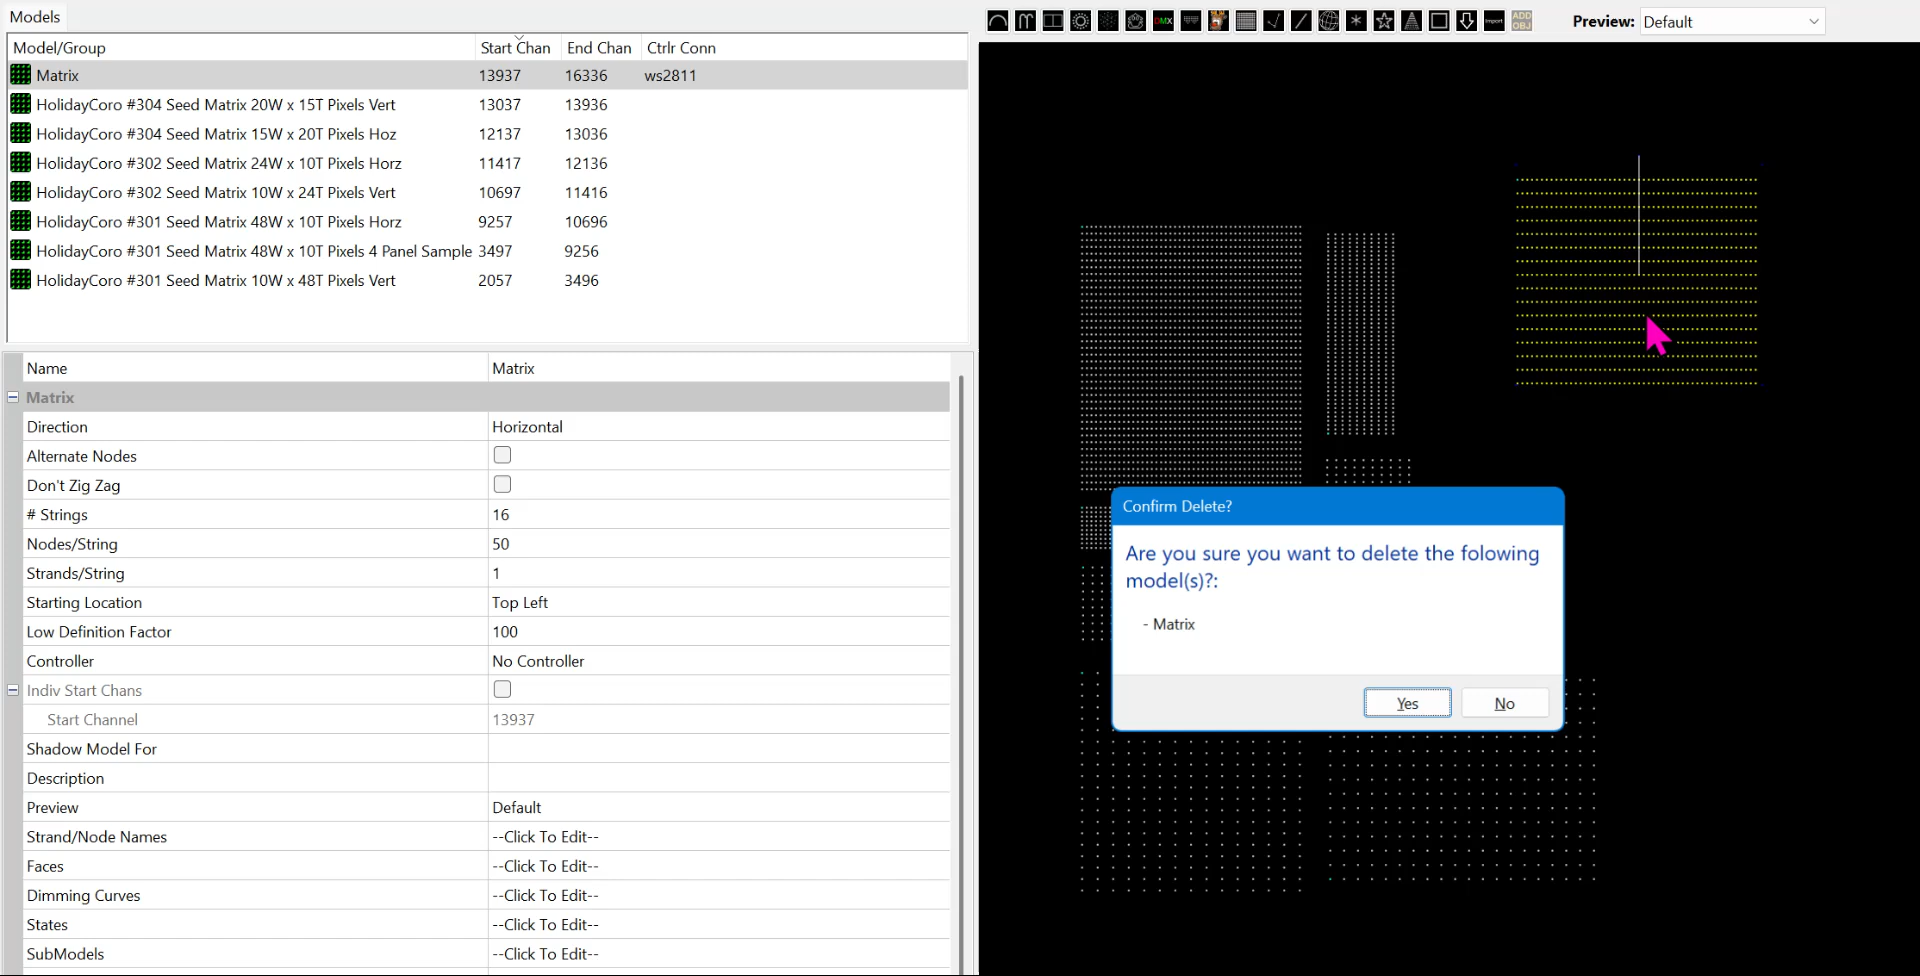 Models
DMX
Import
ADD
OBJ
Preview: Default
Model/Group Start Chan End Chan Ctrlr Conn
Matrix 13937 16336 ws2811
HolidayCoro #304 Seed Matrix 20W x 15T Pixels Vert 13037 13936
HolidayCoro #304 Seed Matrix 15W x 20T Pixels Hoz 12137 13036
HolidayCoro #302 Seed Matrix 24W x 10T Pixels Horz 11417 12136
HolidayCoro #302 Seed Matrix 10W x 24T Pixels Vert 10697 11416
HolidayCoro #301 Seed Matrix 48W x 10T Pixels Horz 9257 10696
HolidayCoro #301 Seed Matrix 48W x 10T Pixels 4 Panel Sample 3497 9256
HolidayCoro #301 Seed Matrix 10W x 48T Pixels Vert 2057 3496
Name Matrix
Matrix
Direction Horizontal
Alternate Nodes
Don't Zig Zag
# Strings 16
Nodes/String 50
Strands/String 1
Starting Location Top Left
Low Definition Factor 100
Controller No Controller
Indiv Start Chans
Start Channel 13937
Shadow Model For
Description
Preview Default
Strand/Node Names --Click To Edit--
Faces --Click To Edit--
Dimming Curves --Click To Edit--
States --Click To Edit--
SubModels --Click To Edit--
Confirm Delete?
Are you sure you want to delete the folowing
model(s)?:
- Matrix
Yes No